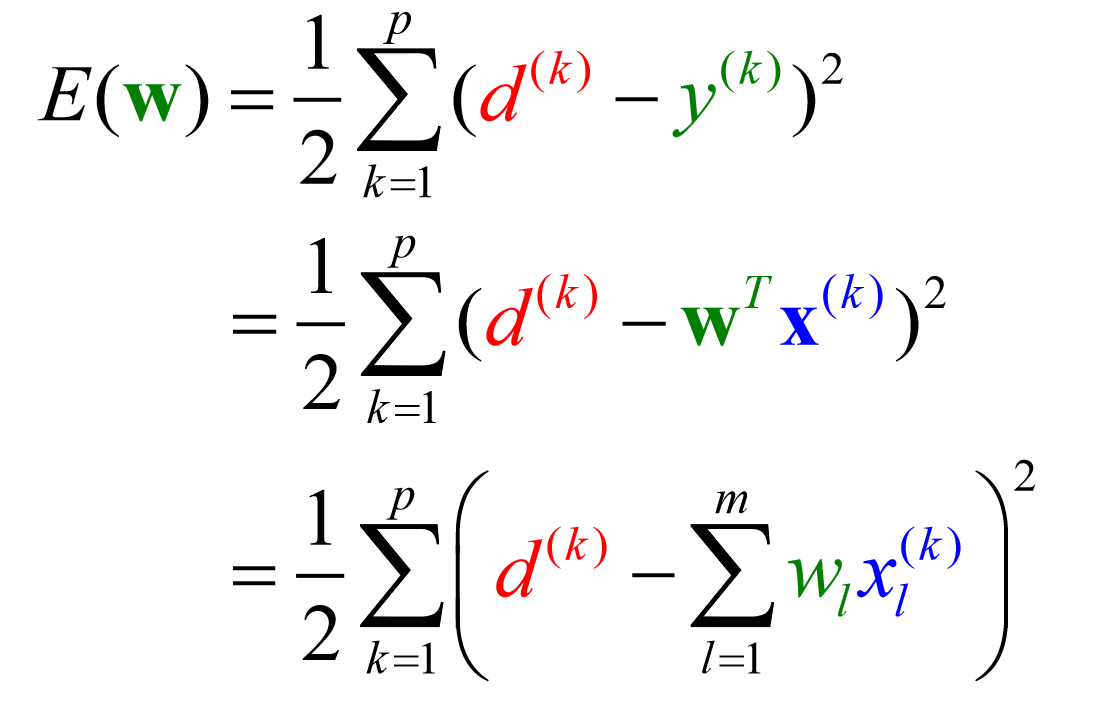 E(𝐰) = 1/2 ∑_{k=1}^{p} (d^{(k)} − y^{(k)})^2
= 1/2 ∑_{k=1}^{p} (d^{(k)} − 𝐰^T 𝐱^{(k)})^2
= 1/2 ∑_{k=1}^{p} (d^{(k)} − ∑_{l=1}^{m} w_l x_l^{(k)})^2